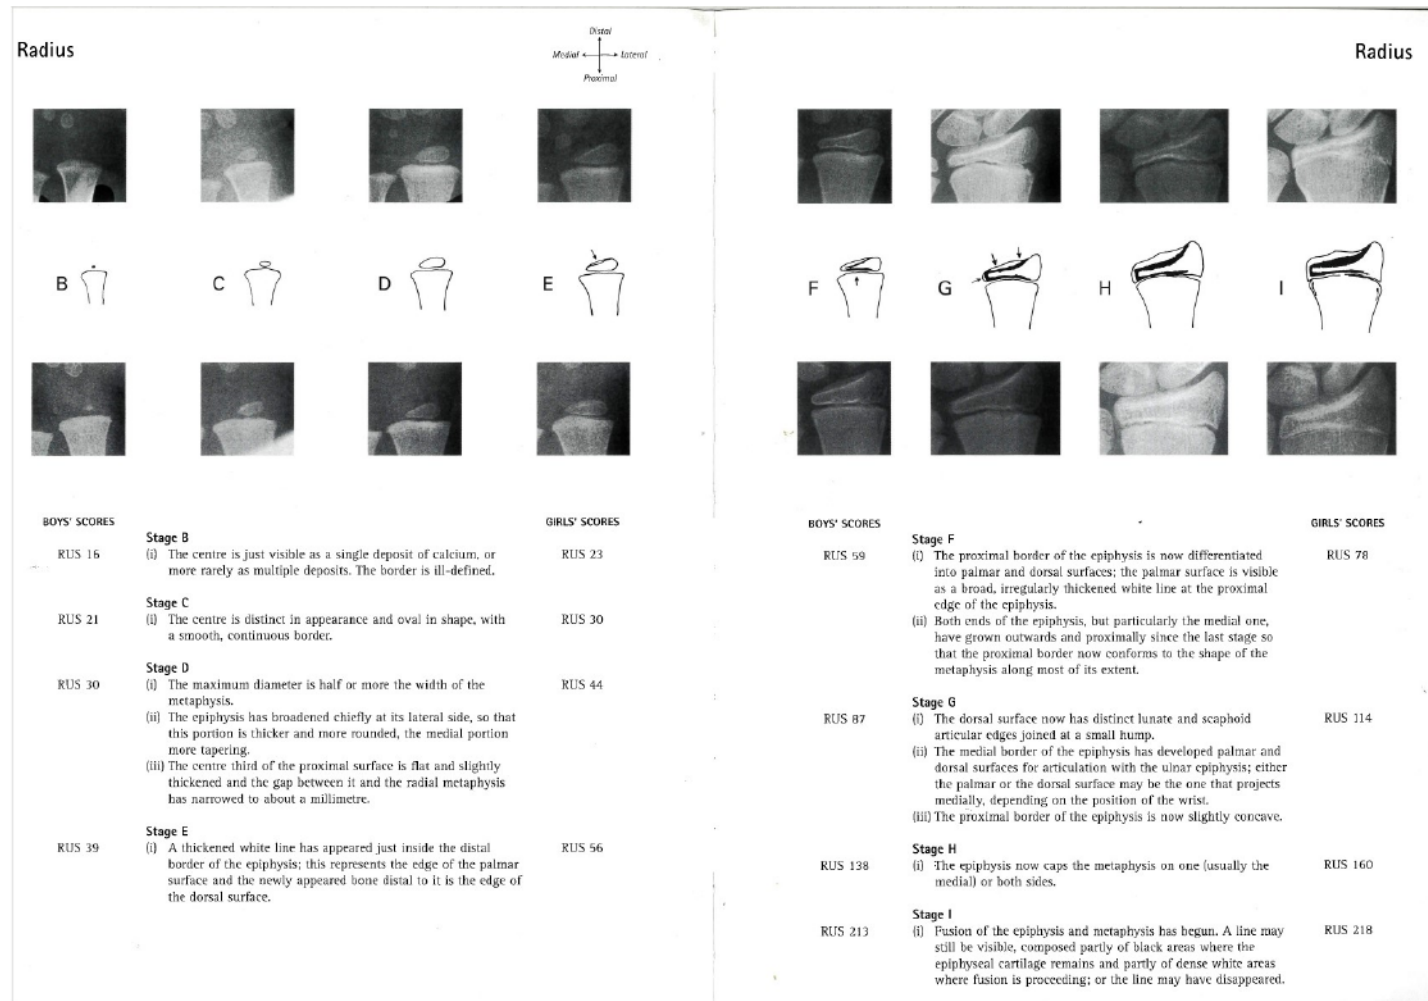 Radius
Distal
Medial
Lateral
Proximal
B
C
D
E
BOYS' SCORES
GIRLS' SCORES
Stage B
RUS 16
(i) The centre is just visible as a single deposit of calcium, or
RUS 23
more rarely as multiple deposits. The border is ill-defined.
Stage C
RUS 21
(i) The centre is distinct in appearance and oval in shape, with
RUS 30
a smooth, continuous border.
Stage D
RUS 30
(i) The maximum diameter is half or more the width of the
RUS 44
metaphysis.
(ii) The epiphysis has broadened chiefly at its lateral side, so that
this portion is thicker and more rounded, the medial portion
more tapering.
(iii) The centre third of the proximal surface is flat and slightly
thickened and the gap between it and the radial metaphysis
has narrowed to about a millimetre.
Stage E
RUS 39
(i) A thickened white line has appeared just inside the distal
RUS 56
border of the epiphysis; this represents the edge of the palmar
surface and the newly appeared bone distal to it is the edge of
the dorsal surface.
Radius
F
G
H
I
BOYS' SCORES
GIRLS' SCORES
Stage F
RUS 59
(i) The proximal border of the epiphysis is now differentiated
RUS 78
into palmar and dorsal surfaces; the palmar surface is visible
as a broad, irregularly thickened white line at the proximal
edge of the epiphysis.
(ii) Both ends of the epiphysis, but particularly the medial one,
have grown outwards and proximally since the last stage so
that the proximal border now conforms to the shape of the
metaphysis along most of its extent.
Stage G
RUS 87
(i) The dorsal surface now has distinct lunate and scaphoid
RUS 114
articular edges joined at a small hump.
(ii) The medial border of the epiphysis has developed palmar and
dorsal surfaces for articulation with the ulnar epiphysis; either
the palmar or the dorsal surface may be the one that projects
medially, depending on the position of the wrist.
(iii) The proximal border of the epiphysis is now slightly concave.
Stage H
RUS 138
(i) The epiphysis now caps the metaphysis on one (usually the
RUS 160
medial) or both sides.
Stage I
RUS 213
(i) Fusion of the epiphysis and metaphysis has begun. A line may
RUS 218
still be visible, composed partly of black areas where the
epiphyseal cartilage remains and partly of dense white areas
where fusion is proceeding; or the line may have disappeared.